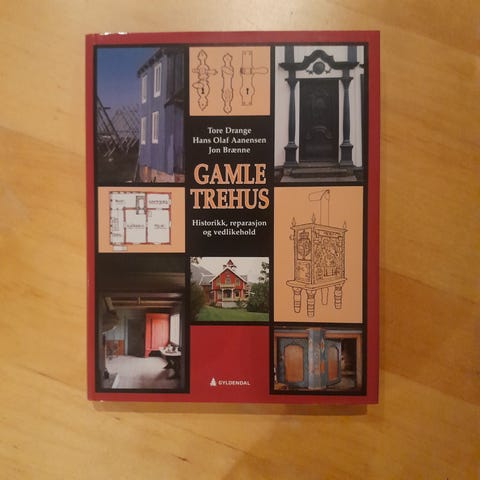 Tore Drange
Hans Olaf Aanensen
Jon Brænne
GAMLE
TREHUS
Historikk, reparasjon
og vedlikehold
GYLDENDAL